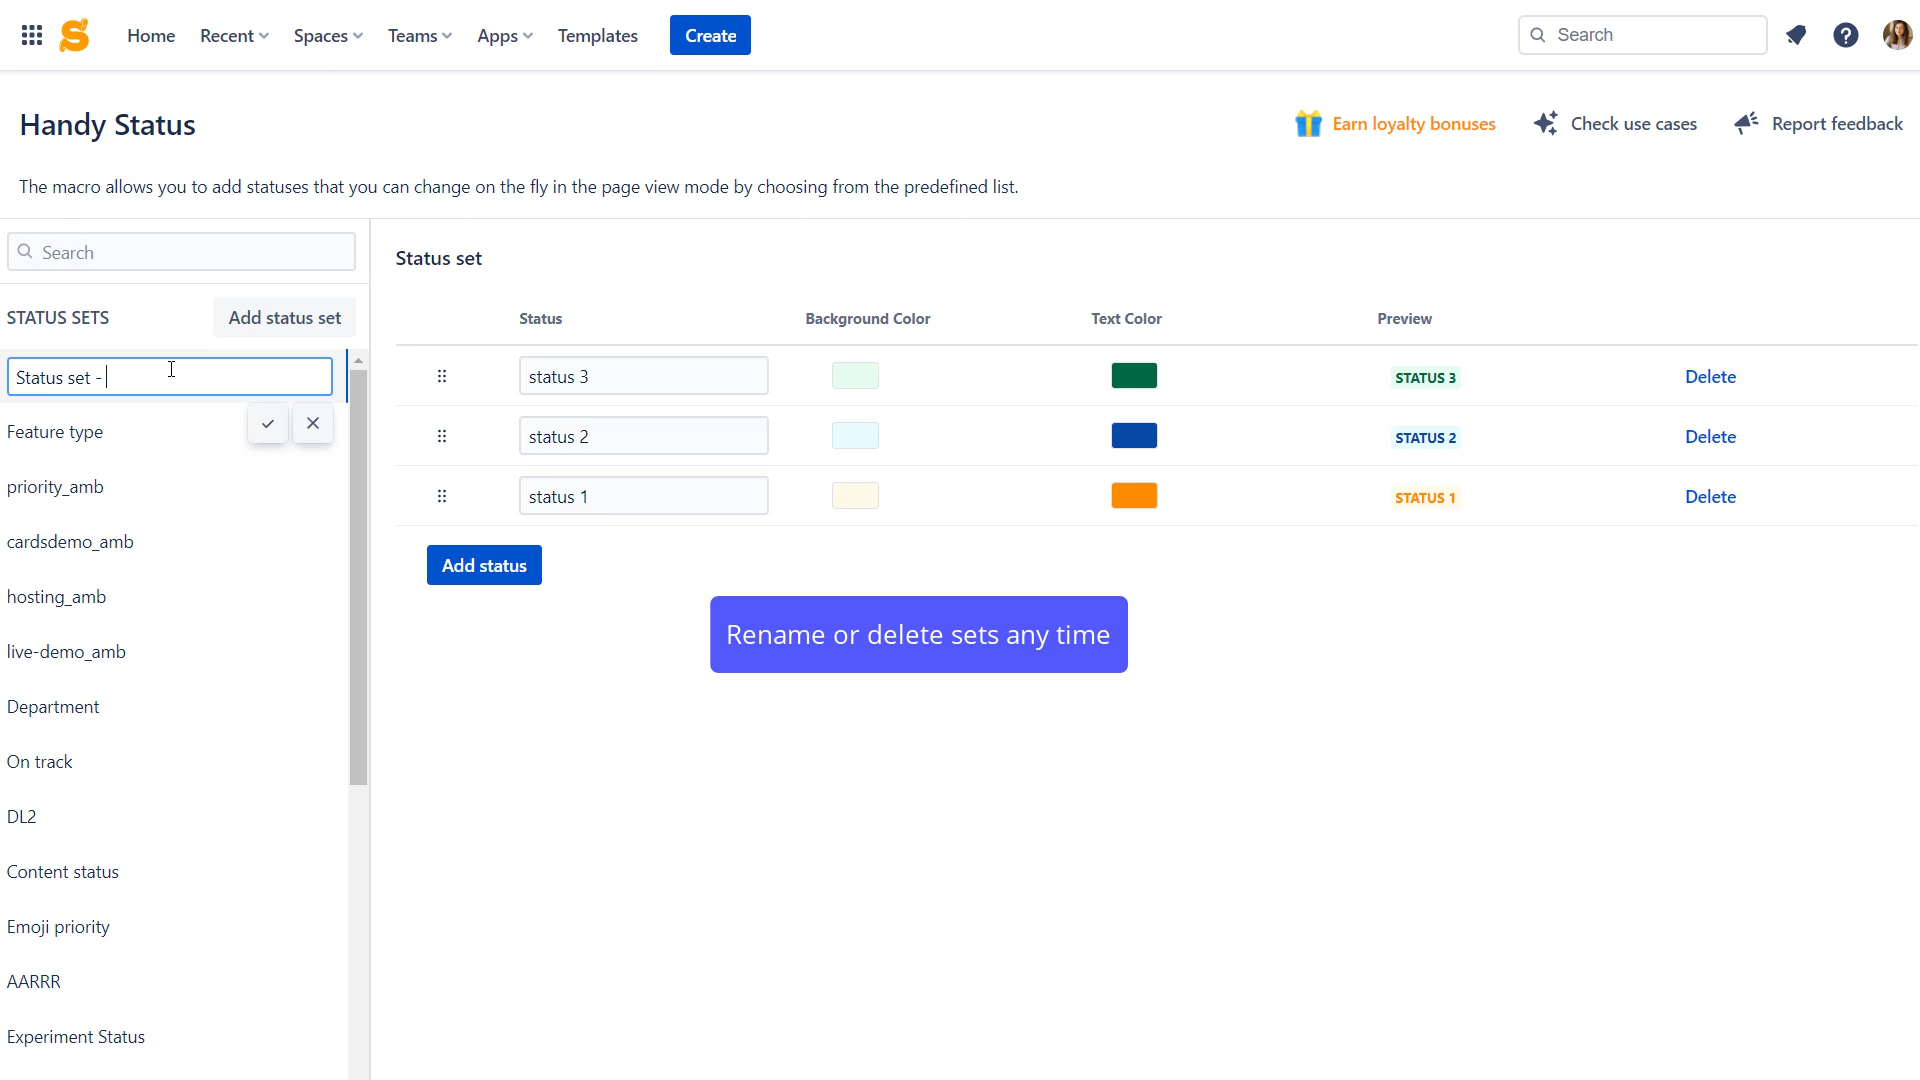 Home Recent Spaces Teams Apps Templates Create Search
Handy Status
Earn loyalty bonuses Check use cases Report feedback
The macro allows you to add statuses that you can change on the fly in the page view mode by choosing from the predefined list.
Search
STATUS SETS Add status set
Status set -
Feature type
priority_amb
cardsdemo_amb
hosting_amb
live-demo_amb
Department
On track
DL2
Content status
Emoji priority
AARRR
Experiment Status
Status set
Status Background Color Text Color Preview
status 3 STATUS 3 Delete
status 2 STATUS 2 Delete
status 1 STATUS 1 Delete
Add status
Rename or delete sets any time